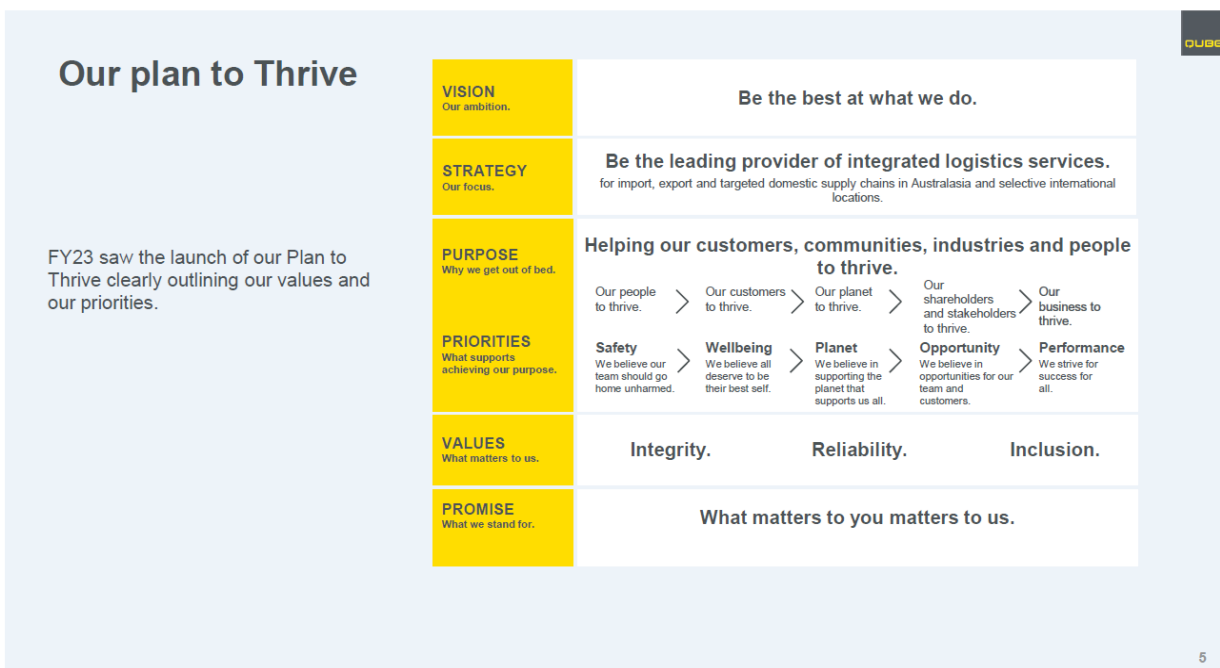 QUBE
Our plan to Thrive
FY23 saw the launch of our Plan to
Thrive clearly outlining our values and
our priorities.
VISION
Our ambition.
Be the best at what we do.
STRATEGY
Our focus.
Be the leading provider of integrated logistics services.
for import, export and targeted domestic supply chains in Australasia and selective international
locations.
PURPOSE
Why we get out of bed.
Helping our customers, communities, industries and people
to thrive.
Our people
to thrive.
Our customers
to thrive.
Our planet
to thrive.
Our
shareholders
and stakeholders
to thrive.
Our
business to
thrive.
PRIORITIES
What supports
achieving our purpose.
Safety
We believe our
team should go
home unharmed.
Wellbeing
We believe all
deserve to be
their best self.
Planet
We believe in
supporting the
planet that
supports us all.
Opportunity
We believe in
opportunities for our
team and
customers.
Performance
We strive for
success for
all.
VALUES
What matters to us.
Integrity.
Reliability.
Inclusion.
PROMISE
What we stand for.
What matters to you matters to us.
5